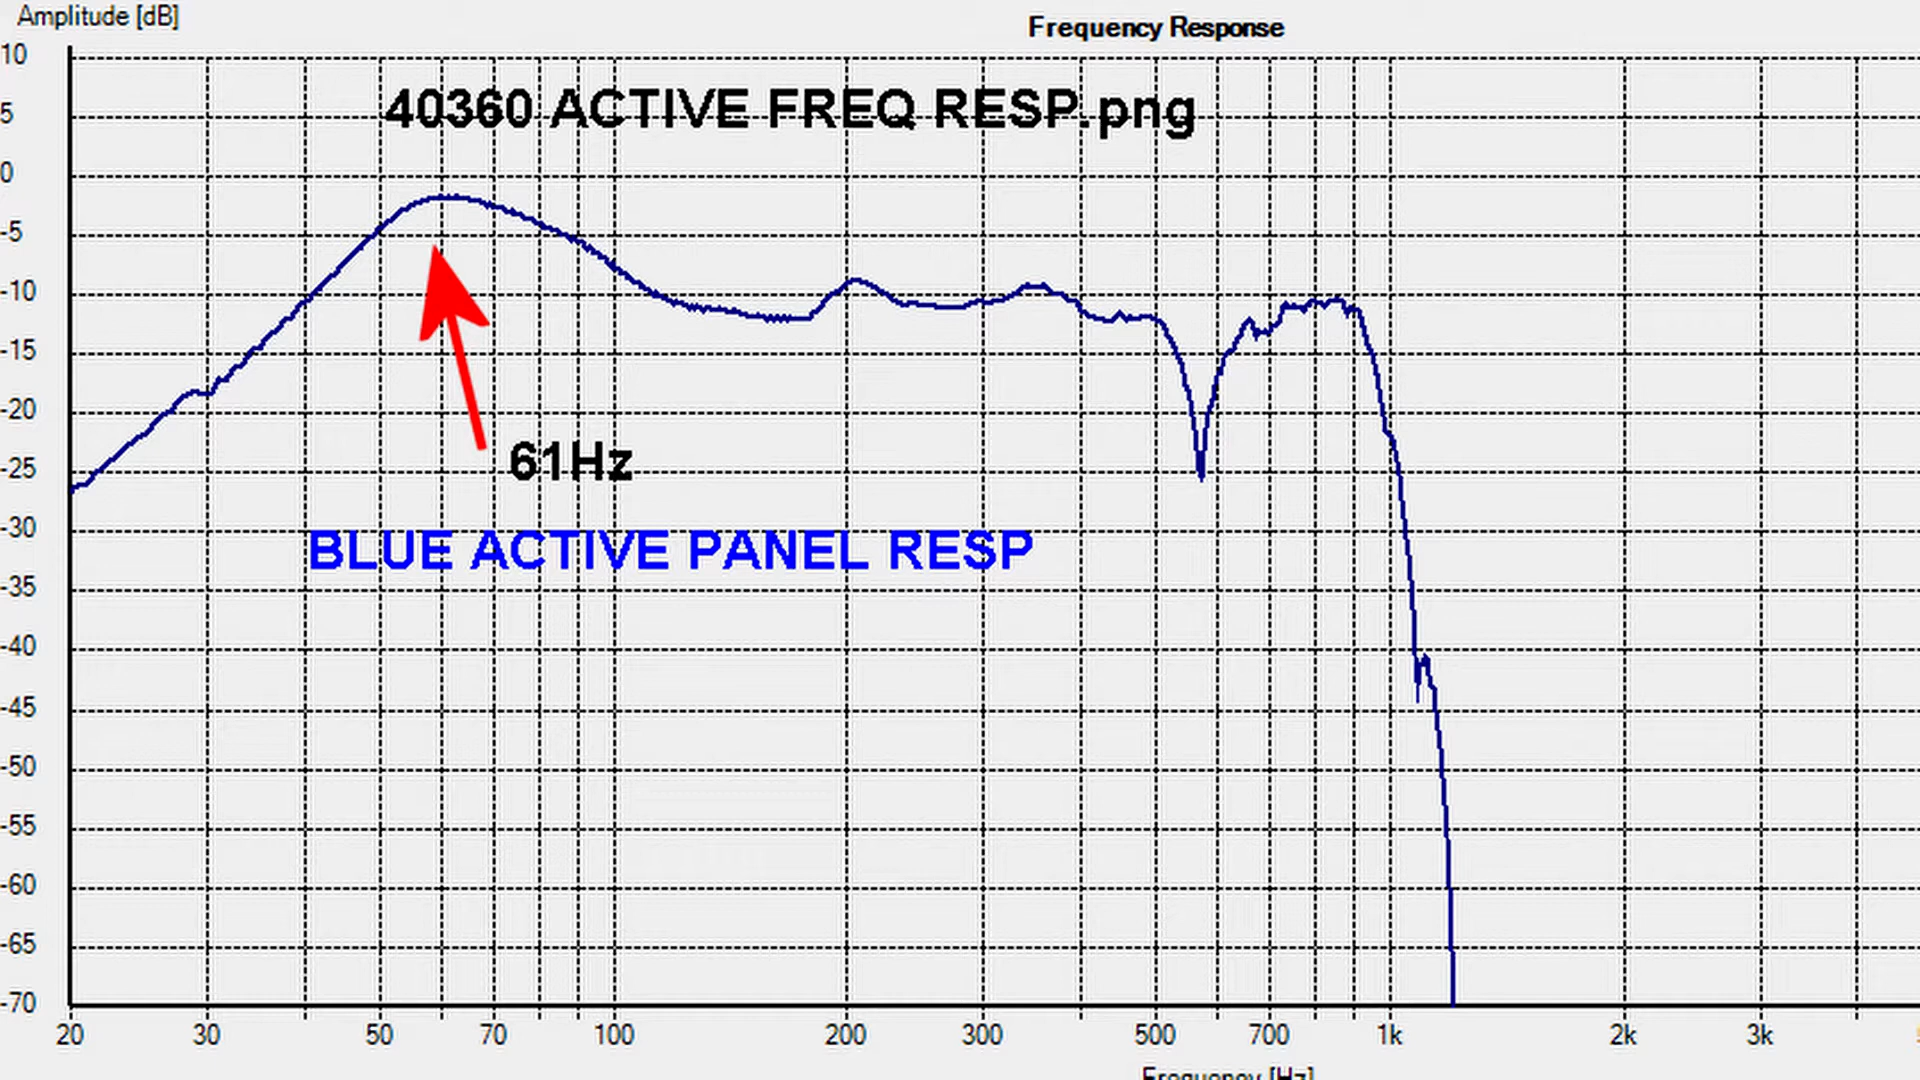 Amplitude [dB]
Frequency Response
10
40360 ACTIVE FREQ RESP.png
5
0
-5
-10
-15
-20
61Hz
-25
-30
BLUE ACTIVE PANEL RESP
-35
-40
-45
-50
-55
-60
-65
-70
20 30 50 70 100 200 300 500 700 1k 2k 3k
Frequency [Hz]